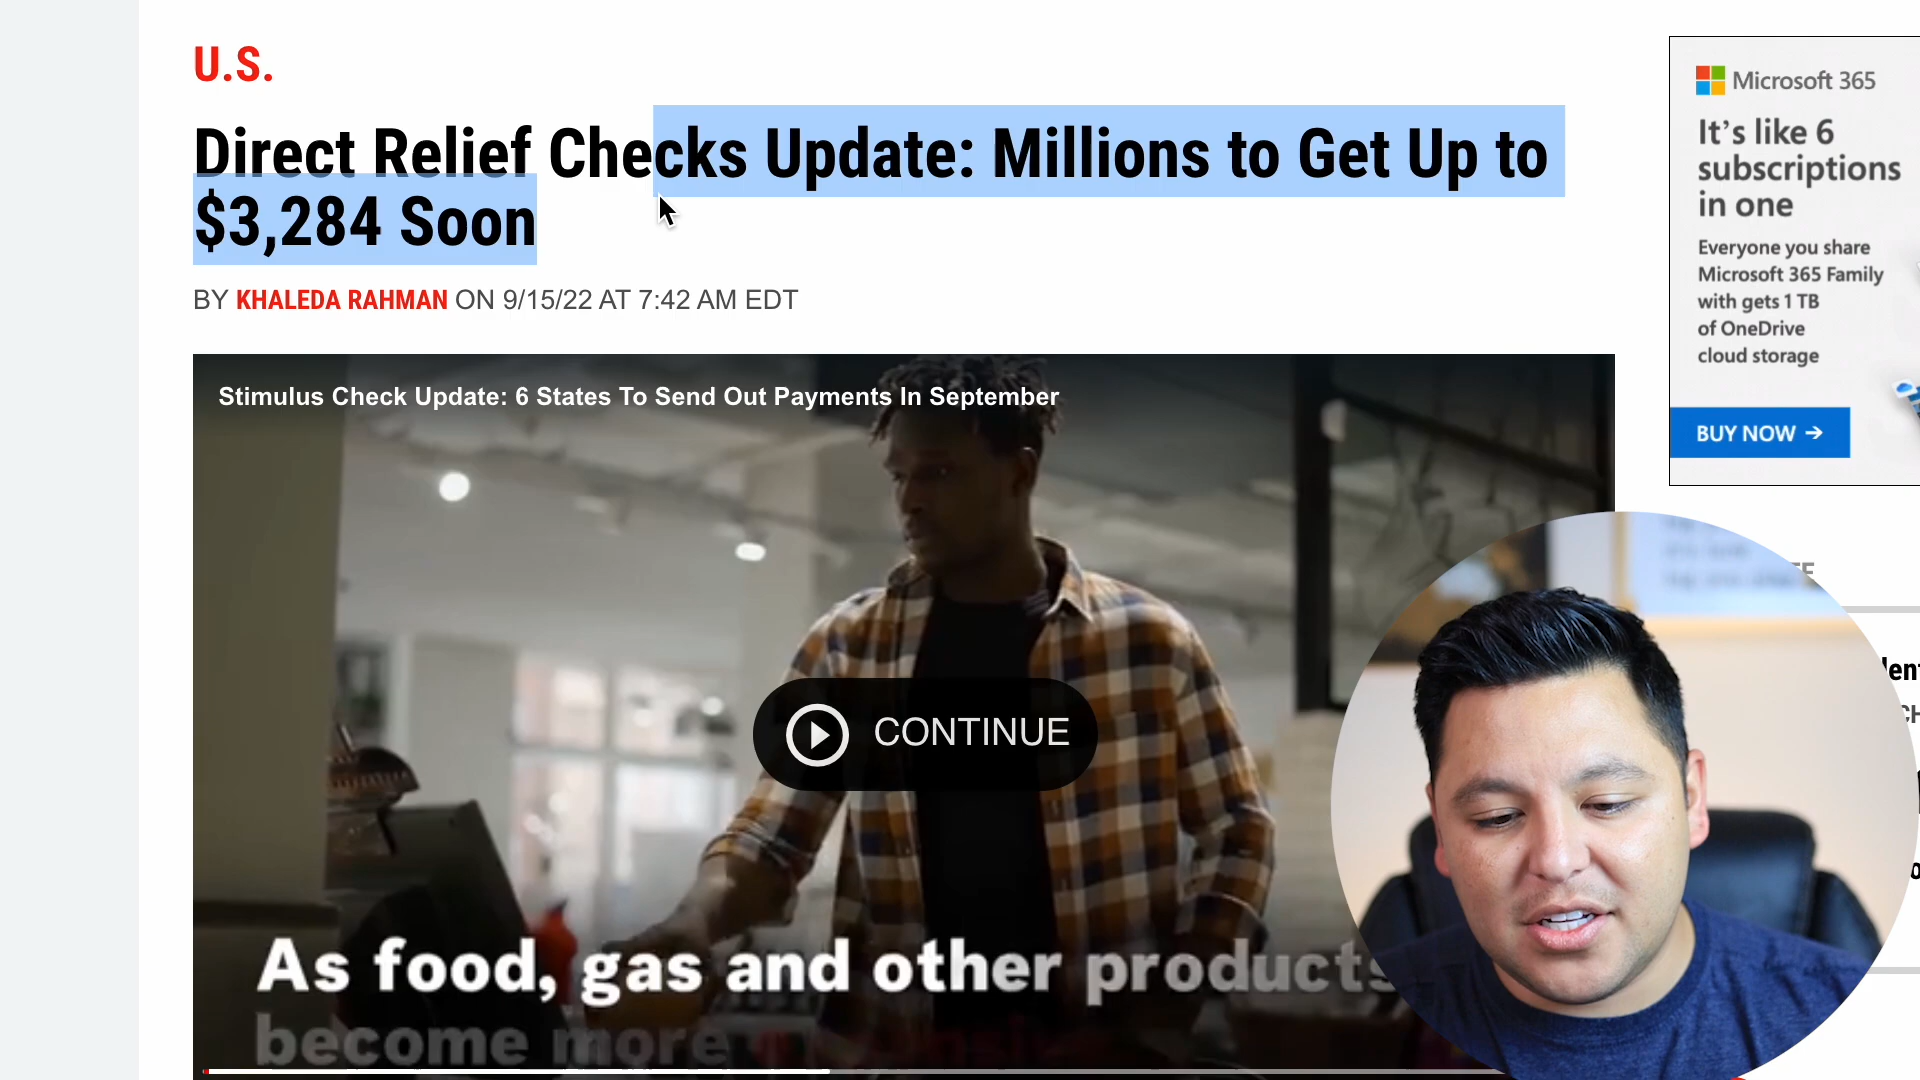 U.S.
Direct Relief Checks Update: Millions to Get Up to
$3,284 Soon
BY KHALEDA RAHMAN ON 9/15/22 AT 7:42 AM EDT
Stimulus Check Update: 6 States To Send Out Payments In September
CONTINUE
As food, gas and other products
become more
Microsoft 365
It's like 6
subscriptions
in one
Everyone you share
Microsoft 365 Family
with gets 1 TB
of OneDrive
cloud storage
BUY NOW →